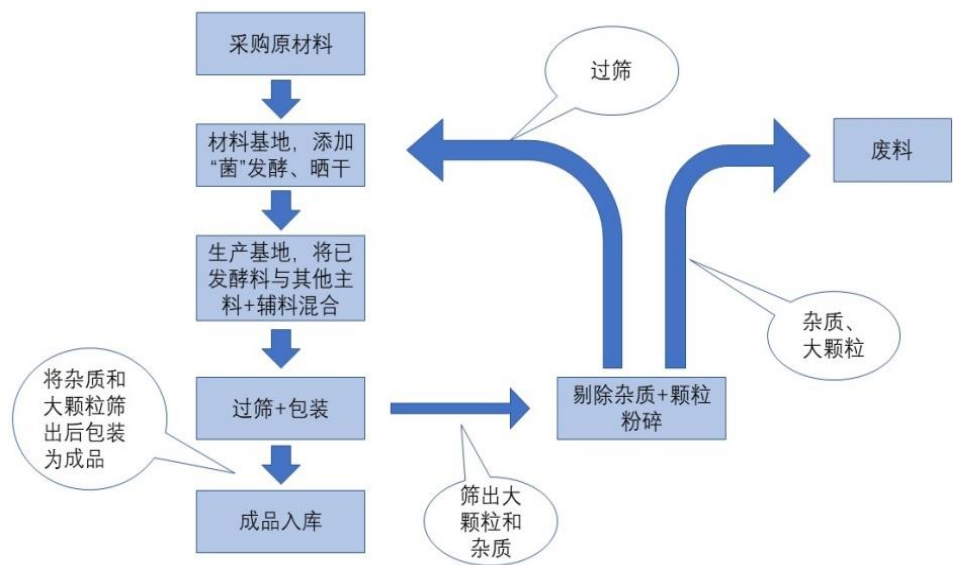 采购原材料
过筛
材料基地，添加
“菌”发酵、晒干
废料
生产基地，将已
发酵料与其他主
料+辅料混合
杂质、
大颗粒
将杂质和
大颗粒筛
出后包装
为成品
过筛+包装
剔除杂质+颗粒
粉碎
筛出大
颗粒和
杂质
成品入库